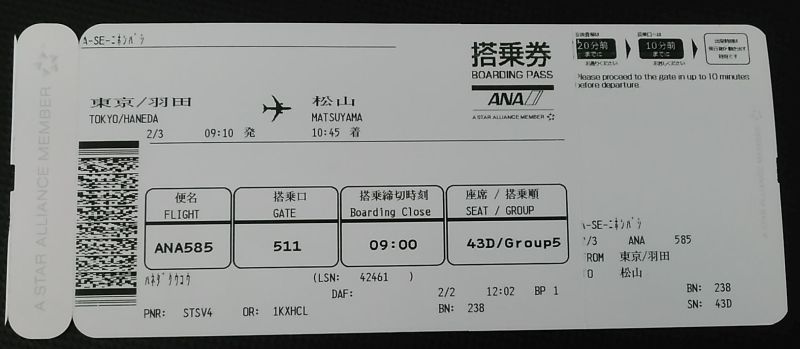 A-SE-ﾆﾎﾝﾊﾞｼ
搭乗券
BOARDING PASS
ANA
A STAR ALLIANCE MEMBER
東京/羽田
松山
TOKYO/HANEDA
MATSUYAMA
2/3 09:10 発 10:45 着
便名
FLIGHT
ANA585
搭乗口
GATE
511
搭乗締切時刻
Boarding Close
09:00
座席 / 搭乗順
SEAT / GROUP
43D/Group5
ﾊﾈﾀﾞｸｳｺｳ
(LSN: 42461 )
DAF: 2/2 12:02 BP 1
PNR: STSV4 OR: 1KXHCL BN: 238
A STAR ALLIANCE MEMBER
20分前
までに
10分前
までに
Please proceed to the gate in up to 10 minutes
before departure.
A STAR ALLIANCE MEMBER
A-SE-ﾆﾎﾝﾊﾞｼ
2/3 ANA 585
FROM 東京/羽田
TO 松山
BN: 238
SN: 43D